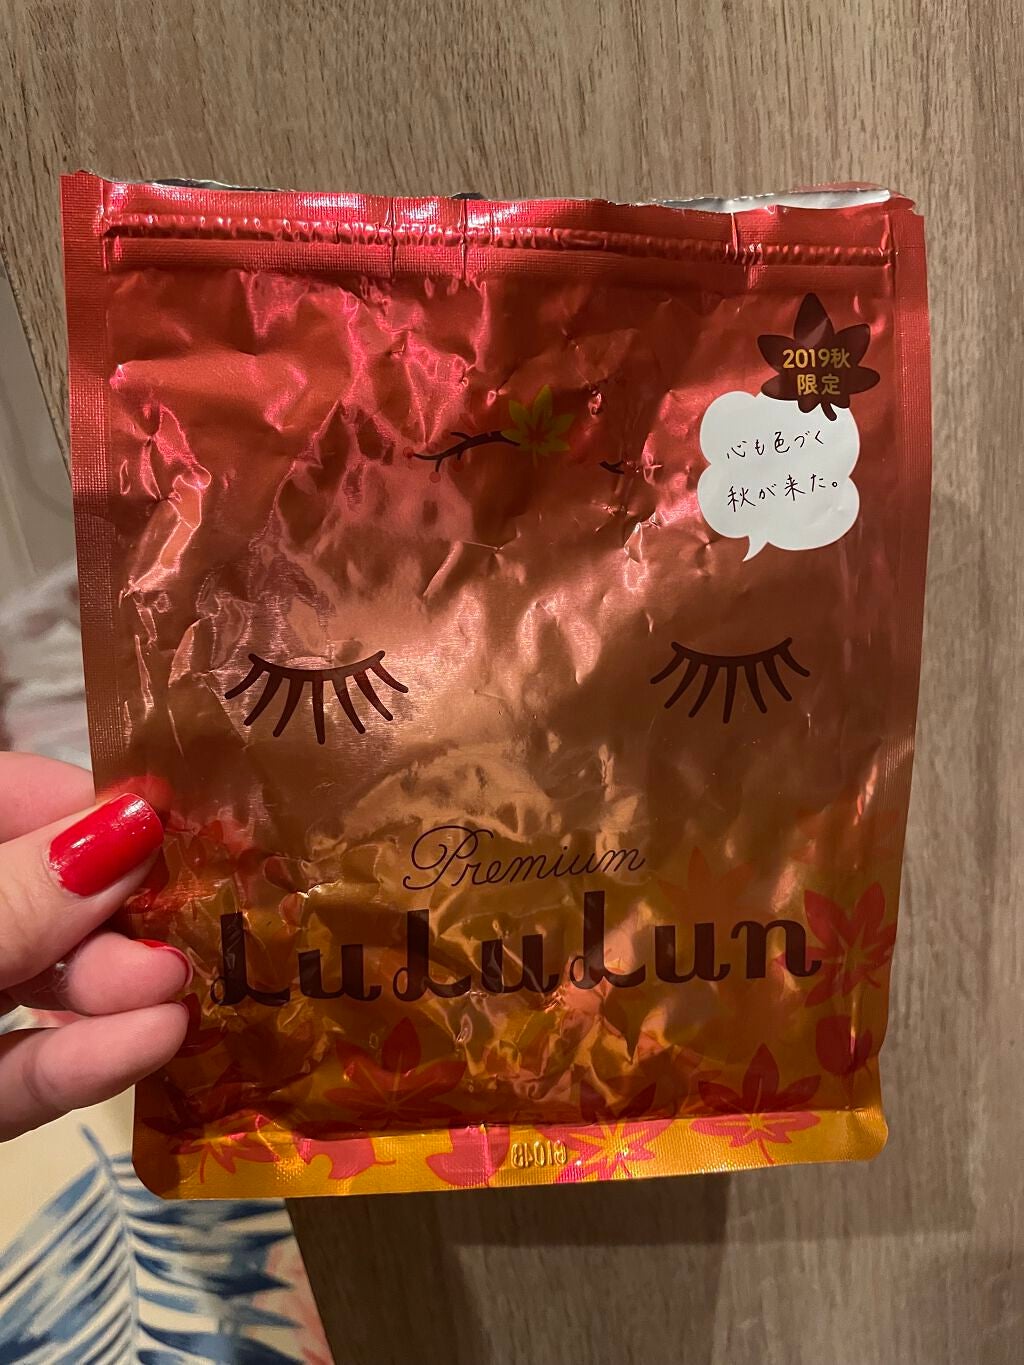 2019秋
限定
心も色づく
秋が来た。
Premium
LuLuLun